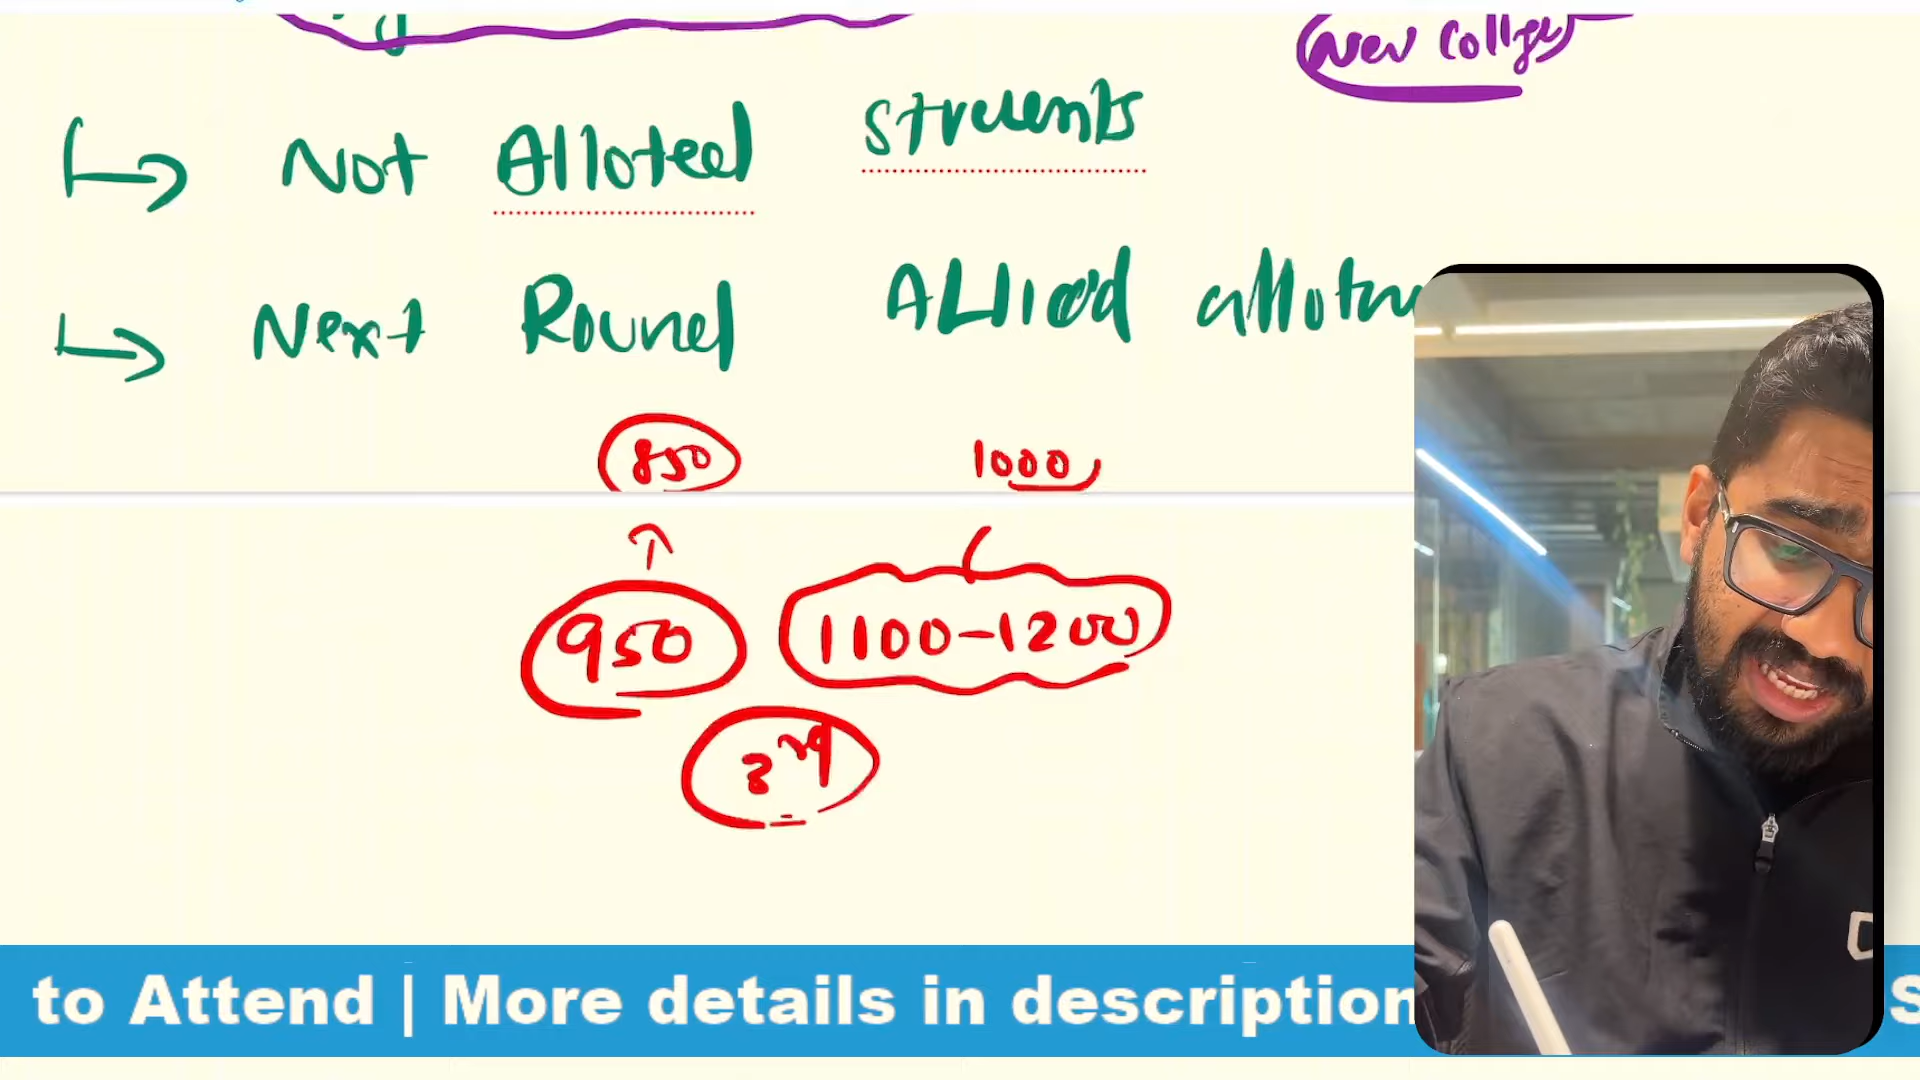 New College
Not Alloted Students
Next Round Allied allotm
850 1000
950 1100-1200
3rd
to Attend | More details in description
S